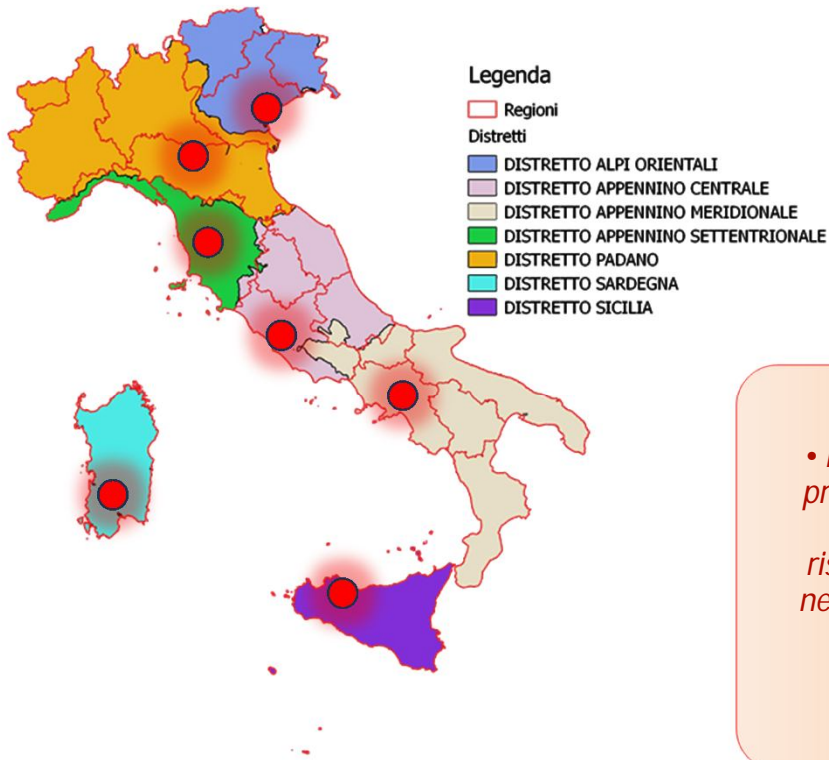 Legenda
Regioni
Distretti
DISTRETTO ALPI ORIENTALI
DISTRETTO APPENNINO CENTRALE
DISTRETTO APPENNINO MERIDIONALE
DISTRETTO APPENNINO SETTENTRIONALE
DISTRETTO PADANO
DISTRETTO SARDEGNA
DISTRETTO SICILIA